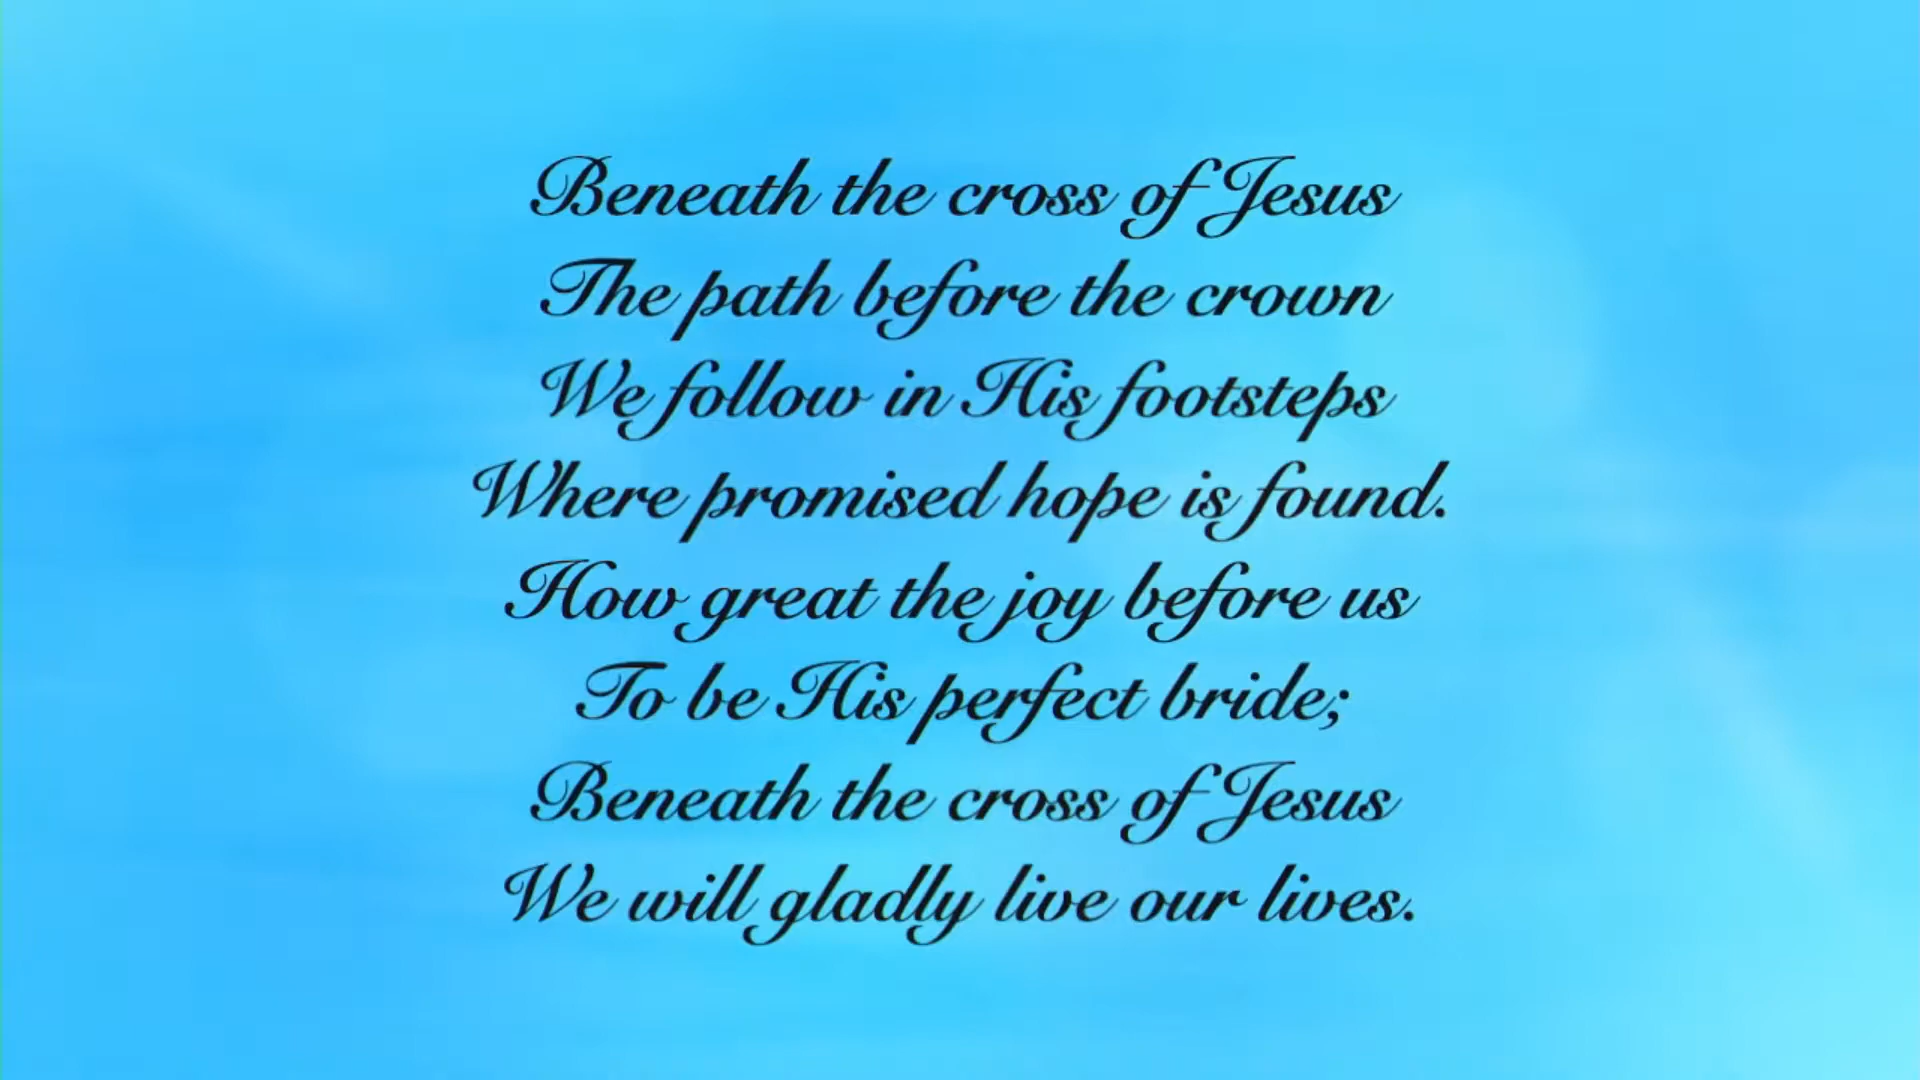 Beneath the cross of Jesus
The path before the crown
We follow in His footsteps
Where promised hope is found.
How great the joy before us
To be His perfect bride;
Beneath the cross of Jesus
We will gladly live our lives.